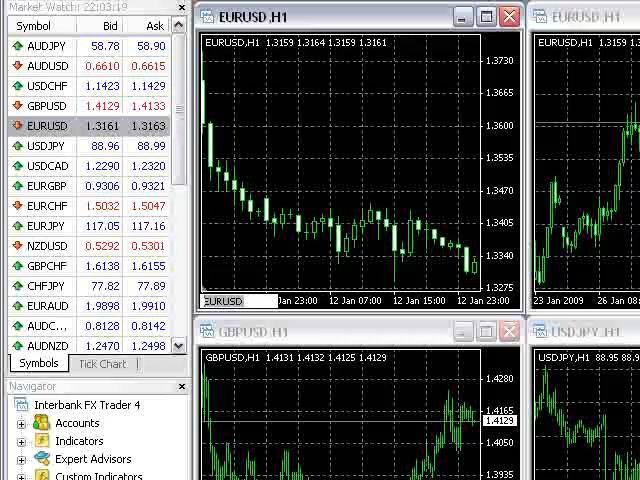 Market Watch: 22:03:19
Symbol Bid Ask
AUDJPY 58.78 58.90
AUDUSD 0.6610 0.6615
USDCHF 1.1423 1.1429
GBPUSD 1.4129 1.4133
EURUSD 1.3161 1.3163
USDJPY 88.96 88.99
USDCAD 1.2290 1.2320
EURGBP 0.9306 0.9321
EURCHF 1.5032 1.5047
EURJPY 117.05 117.16
NZDUSD 0.5292 0.5301
GBPCHF 1.6138 1.6155
CHFJPY 77.82 77.89
EURAUD 1.9898 1.9910
AUDC... 0.8128 0.8142
AUDNZD 1.2470 1.2498
Symbols Tick Chart
Navigator
Interbank FX Trader 4
Accounts
Indicators
Expert Advisors
Custom Indicators
EURUSD,H1
EURUSD,H1 1.3159 1.3164 1.3159 1.3161
1.3730
1.3665
1.3600
1.3535
1.3470
1.3405
1.3340
1.3275
EURUSD Jan 23:00 12 Jan 07:00 12 Jan 15:00 12 Jan 23:00
EURUSD,H1
EURUSD,H1 1.3159
23 Jan 2009 26 Jan 08
GBPUSD,H1
GBPUSD,H1 1.4131 1.4132 1.4125 1.4129
1.4280
1.4165
1.4129
1.4050
1.3935
USDJPY,H1
USDJPY,H1 88.95 88.9